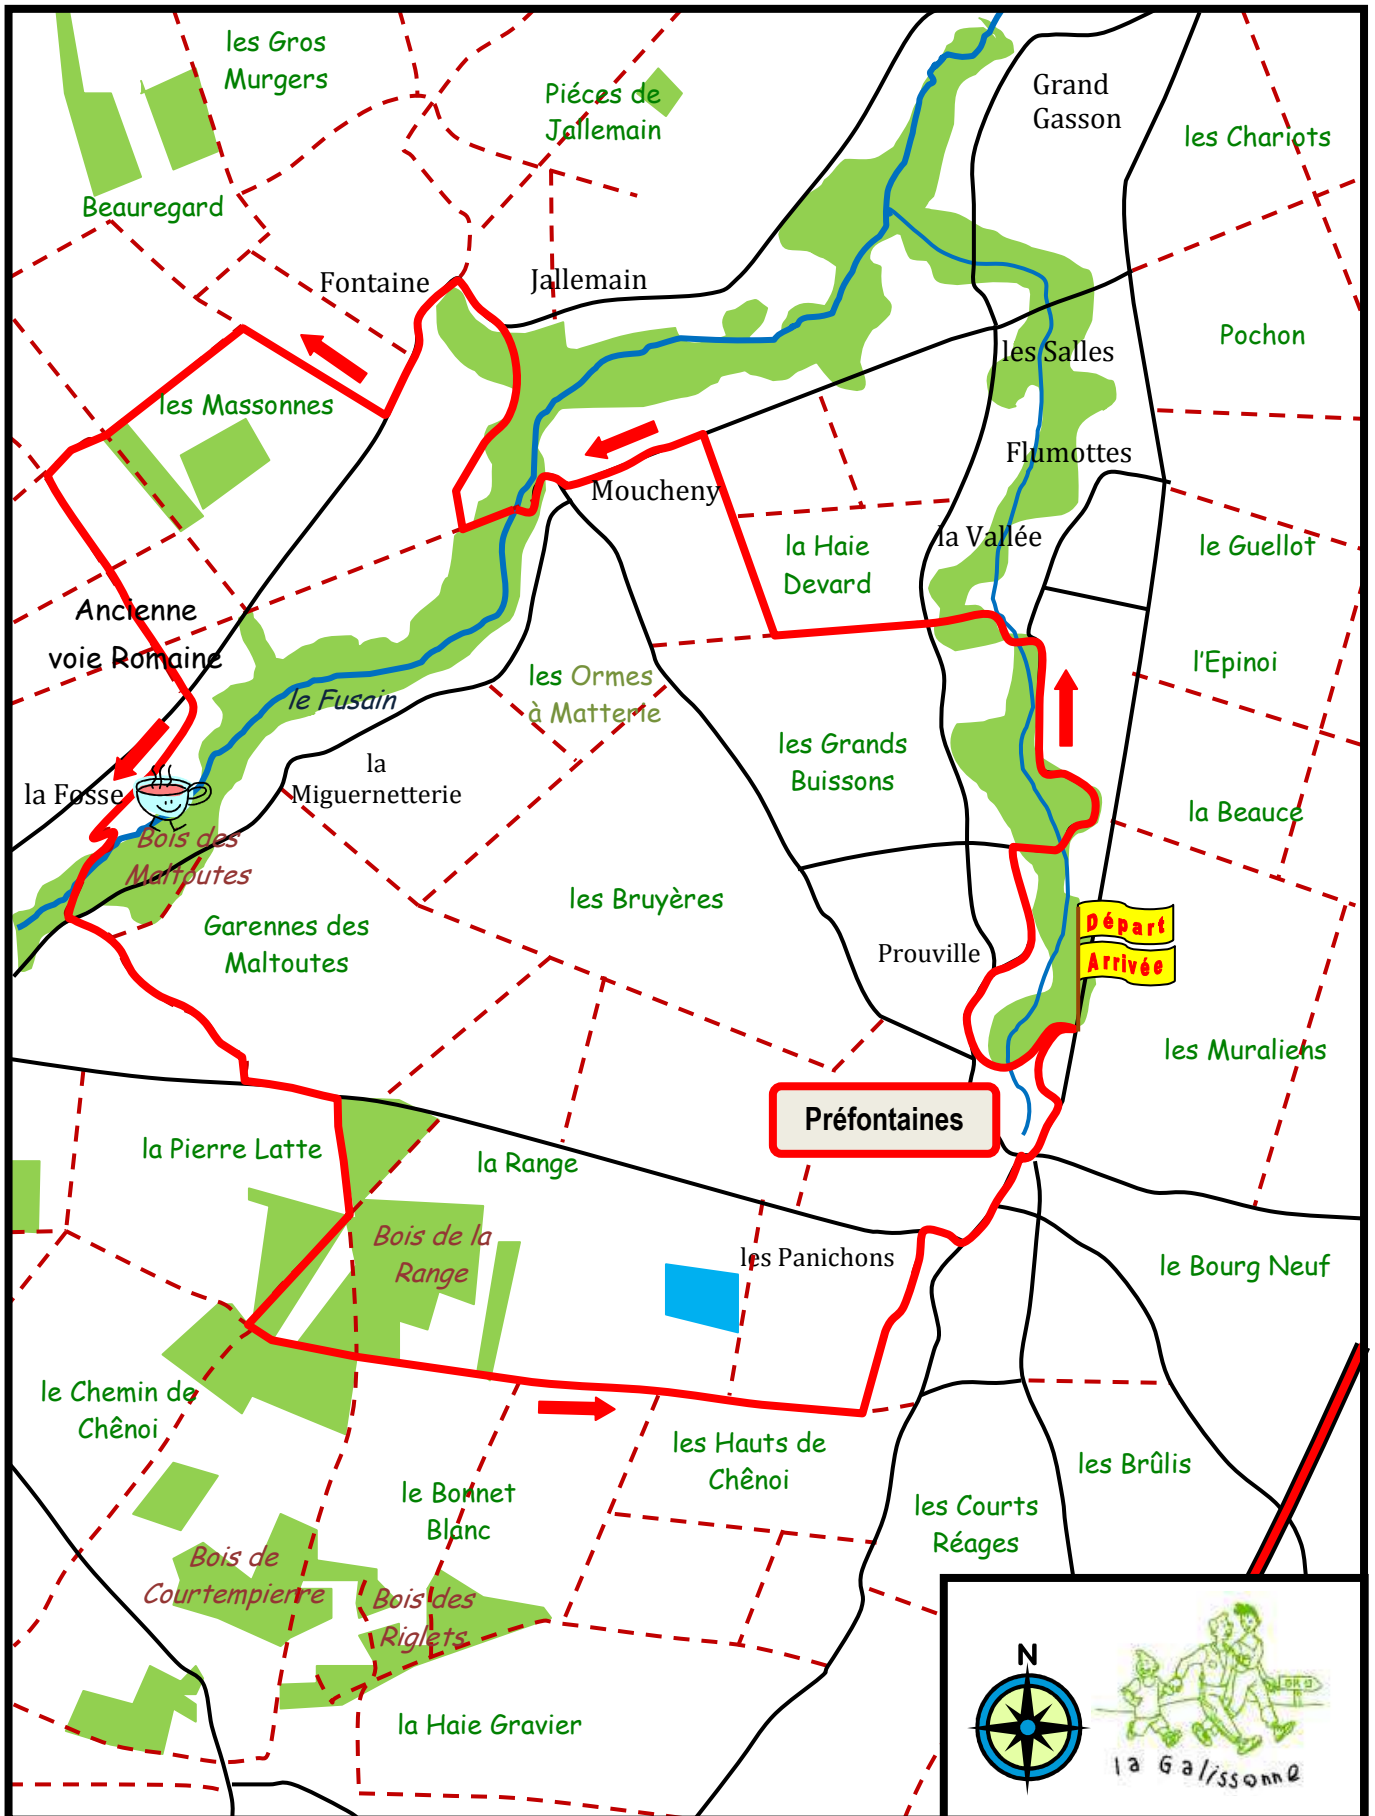 les Gros
Murgers
Piéces de
Jallemain
Grand
Gasson
les Chariots
Beauregard
Fontaine
Jallemain
Pochon
les Salles
les Massonnes
Flumottes
Moucheny
la Vallée
la Haie
Devard
le Guellot
Ancienne
voie Romaine
les Ormes
à Matterie
l'Epinoi
le Fusain
les Grands
Buissons
la
Miguernetterie
la Fosse
la Beauce
Bois des
Maltoutes
les Bruyères
Garennes des
Maltoutes
Prouville
Départ
Arrivée
les Muraliens
Préfontaines
la Pierre Latte
la Range
Bois de la
Range
les Panichons
le Bourg Neuf
le Chemin de
Chênoi
les Hauts de
Chênoi
les Brûlis
le Bonnet
Blanc
les Courts
Réages
Bois de
Courtempierre
Bois des
Riglets
la Haie Gravier
N
la Galissonne